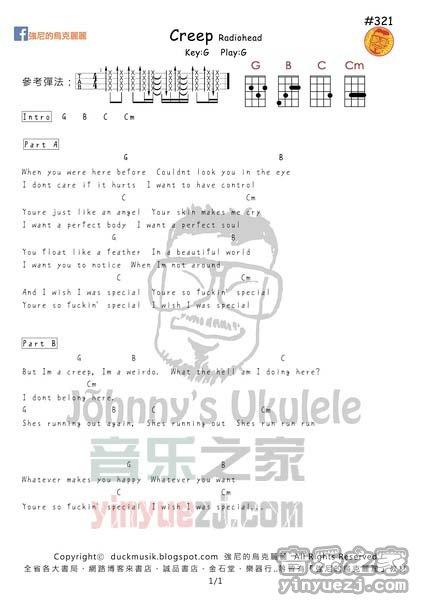 #321
強尼的烏克麗麗
Creep Radiohead
Key:G Play:G
G B C Cm
參考彈法：
T A B
Intro G B C Cm
Part A
G B
When you were here before Couldnt look you in the eye
I dont care if it hurts I want to have control
C Cm
Youre just like an angel Your skin makes me cry
I want a perfect body I want a perfect soul
G B
You float like a feather In a beautiful world
I want you to notice When Im not around
C Cm
And I wish I was special Youre so fuckin' special
Youre so fuckin' special I wish I was special
Part B
G B C
But Im a creep, Im a weirdo. What the hell am I doing here?
Cm
I dont belong here.
G B C Cm
Shes running out again, Shes running out Shes run run run
Johnny's Ukulele
音乐之家
yinyuezj.com
G B
Whatever makes you happy Whatever you want
C Cm
Youre so fuckin' special I wish I was special...
Copyright© duckmusik.blogspot.com 強尼的烏克麗麗 All Rights Reserved
全省各大書局、網路博客來書店、誠品書店、金石堂、樂器行..
1/1
音乐之家
yinyuezj.com